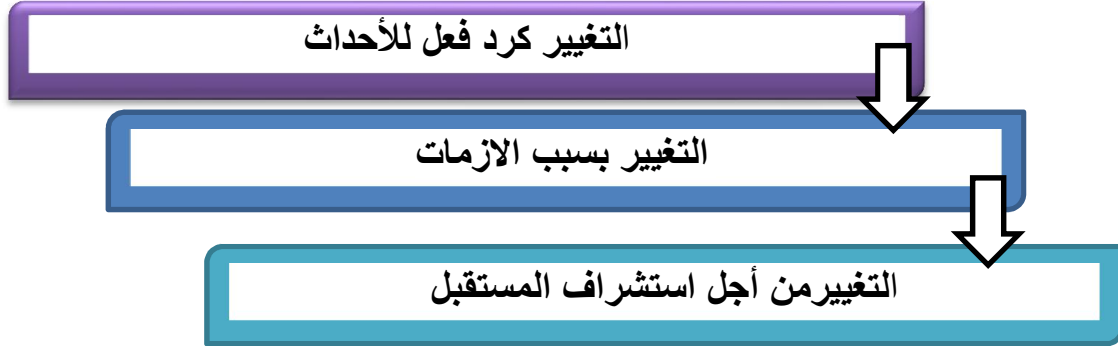 التغيير كرد فعل للأحداث
التغيير بسبب الازمات
التغييرمن أجل استشراف المستقبل